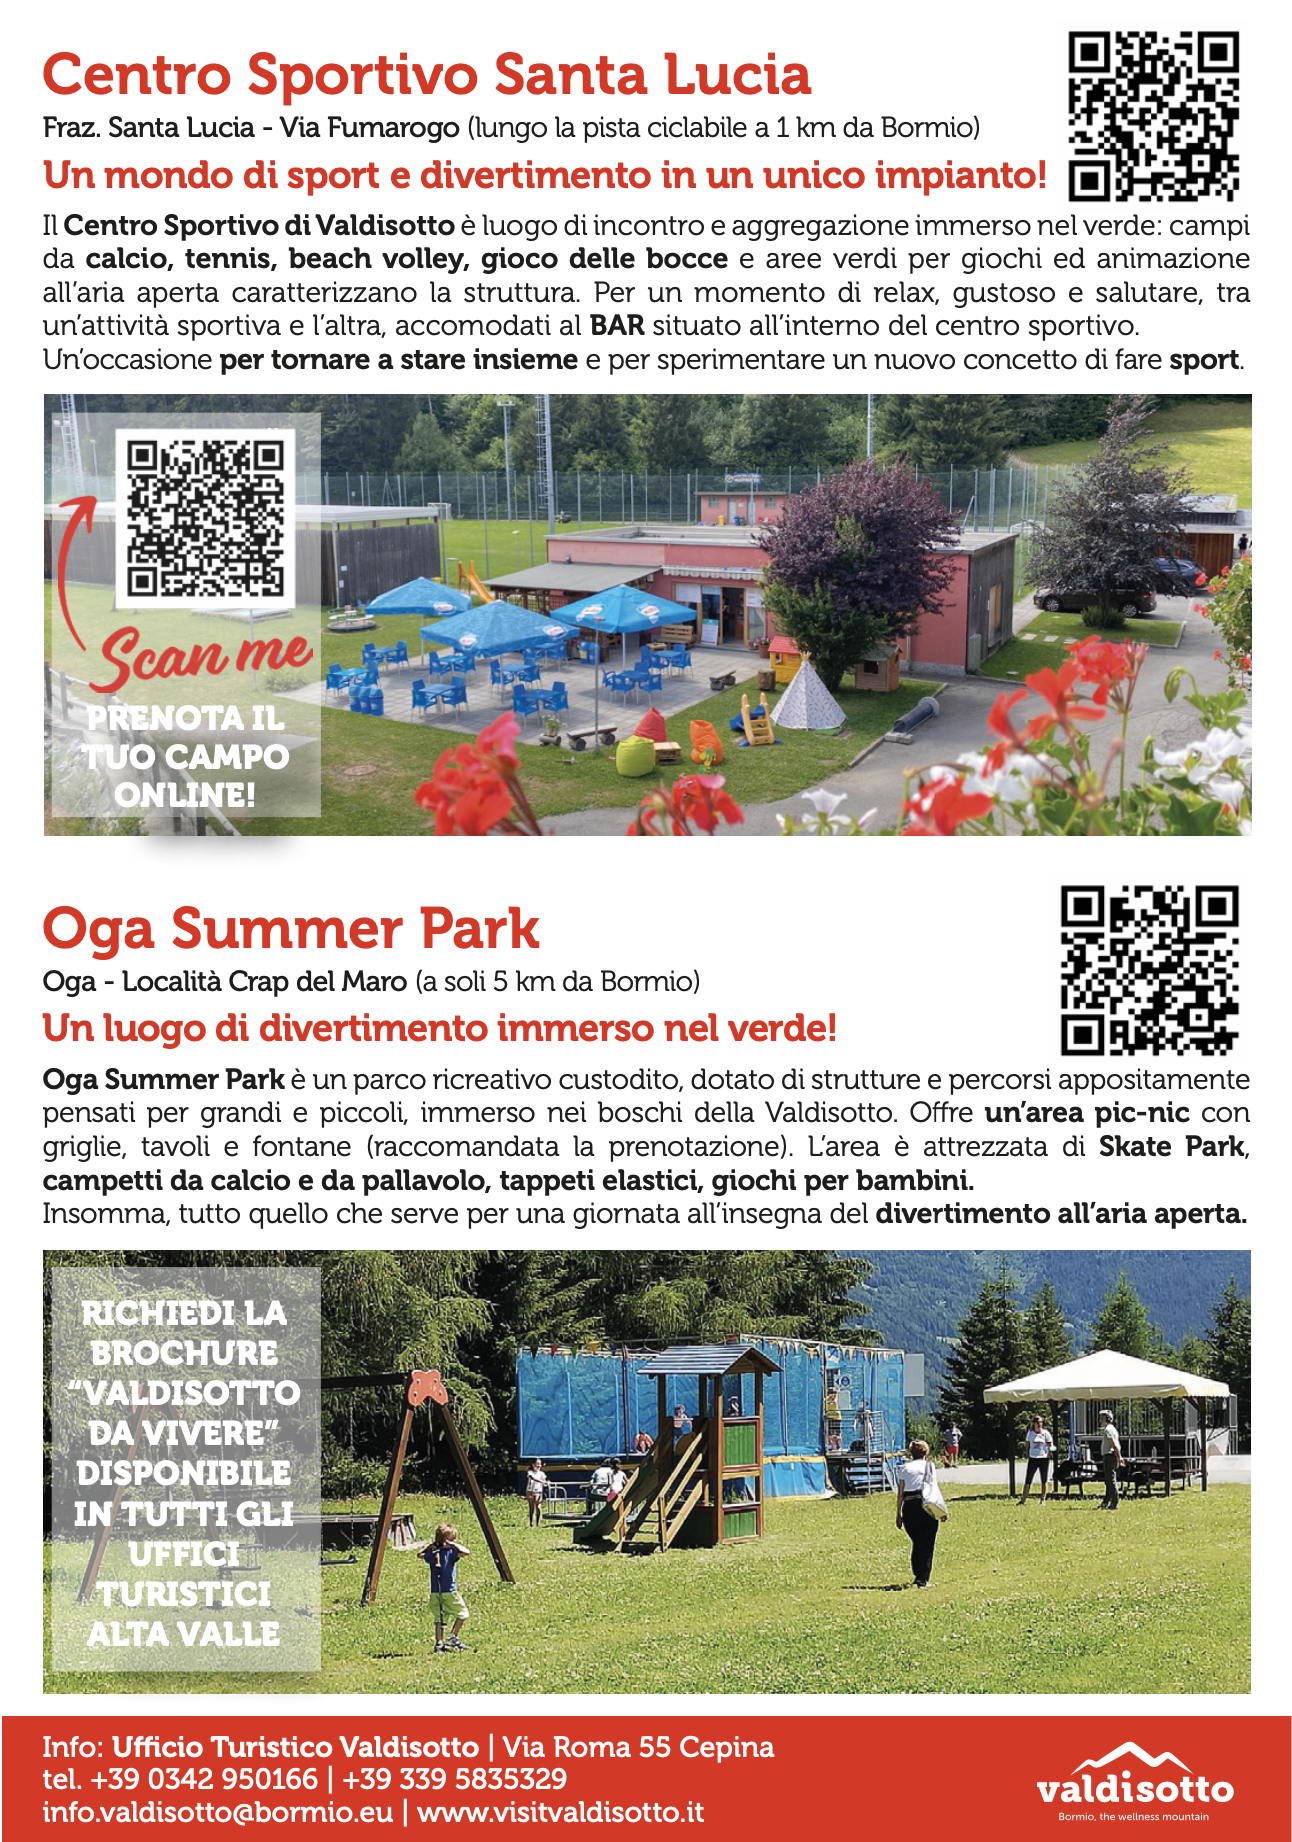 Centro Sportivo Santa Lucia
Fraz. Santa Lucia - Via Fumarogo (lungo la pista ciclabile a 1 km da Bormio)
Un mondo di sport e divertimento in un unico impianto!
Il Centro Sportivo di Valdisotto è luogo di incontro e aggregazione immerso nel verde: campi
da calcio, tennis, beach volley, gioco delle bocce e aree verdi per giochi ed animazione
all’aria aperta caratterizzano la struttura. Per un momento di relax, gustoso e salutare, tra
un’attività sportiva e l’altra, accomodati al BAR situato all’interno del centro sportivo.
Un’occasione per tornare a stare insieme e per sperimentare un nuovo concetto di fare sport.
Scan me
PRENOTA IL
TUO CAMPO
ONLINE!
Oga Summer Park
Oga - Località Crap del Maro (a soli 5 km da Bormio)
Un luogo di divertimento immerso nel verde!
Oga Summer Park è un parco ricreativo custodito, dotato di strutture e percorsi appositamente
pensati per grandi e piccoli, immerso nei boschi della Valdisotto. Offre un’area pic-nic con
griglie, tavoli e fontane (raccomandata la prenotazione). L’area è attrezzata di Skate Park,
campetti da calcio e da pallavolo, tappeti elastici, giochi per bambini.
Insomma, tutto quello che serve per una giornata all’insegna del divertimento all’aria aperta.
RICHIEDI LA
BROCHURE
“VALDISOTTO
DA VIVERE”
DISPONIBILE
IN TUTTI GLI
UFFICI
TURISTICI
ALTA VALLE
Info: Ufficio Turistico Valdisotto | Via Roma 55 Cepina
tel. +39 0342 950166 | +39 339 5835329
info.valdisotto@bormio.eu | www.visitvaldisotto.it
valdisotto
Bormio, the wellness mountain